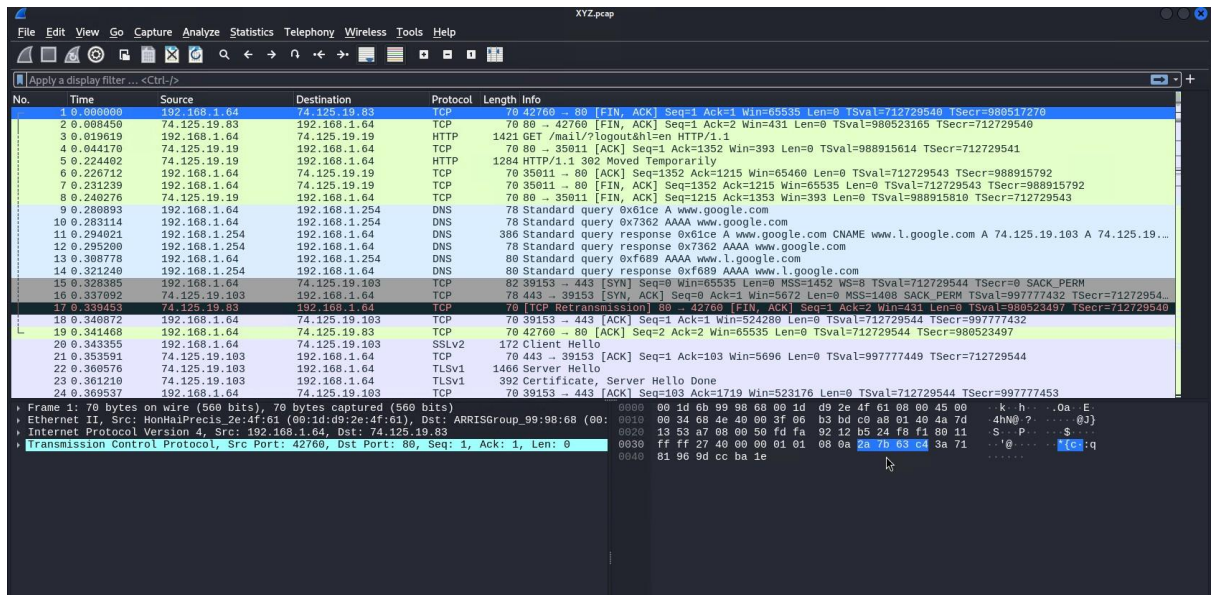 XYZ.pcap
File Edit View Go Capture Analyze Statistics Telephony Wireless Tools Help
Apply a display filter ... <Ctrl-/>
No. Time Source Destination Protocol Length Info
1 0.000000 192.168.1.64 74.125.19.83 TCP 70 42760 → 80 [FIN, ACK] Seq=1 Ack=1 Win=65535 Len=0 TSval=712729540 TSecr=980517270
2 0.008450 74.125.19.83 192.168.1.64 TCP 70 80 → 42760 [FIN, ACK] Seq=1 Ack=2 Win=431 Len=0 TSval=980523165 TSecr=712729540
3 0.019619 192.168.1.64 74.125.19.19 HTTP 1421 GET /mail/?logout&hl=en HTTP/1.1
4 0.044170 74.125.19.19 192.168.1.64 TCP 70 80 → 35011 [ACK] Seq=1 Ack=1352 Win=393 Len=0 TSval=988915614 TSecr=712729541
5 0.224402 74.125.19.19 192.168.1.64 HTTP 1284 HTTP/1.1 302 Moved Temporarily
6 0.226712 192.168.1.64 74.125.19.19 TCP 70 35011 → 80 [ACK] Seq=1352 Ack=1215 Win=65460 Len=0 TSval=712729543 TSecr=988915792
7 0.231239 192.168.1.64 74.125.19.19 TCP 70 35011 → 80 [FIN, ACK] Seq=1352 Ack=1215 Win=65535 Len=0 TSval=712729543 TSecr=988915792
8 0.240276 74.125.19.19 192.168.1.64 TCP 70 80 → 35011 [FIN, ACK] Seq=1215 Ack=1353 Win=393 Len=0 TSval=988915810 TSecr=712729543
9 0.280893 192.168.1.64 192.168.1.254 DNS 78 Standard query 0x61ce A www.google.com
10 0.283114 192.168.1.64 192.168.1.254 DNS 78 Standard query 0x7362 AAAA www.google.com
11 0.294021 192.168.1.254 192.168.1.64 DNS 386 Standard query response 0x61ce A www.google.com CNAME www.l.google.com A 74.125.19.103 A 74.125.19.…
12 0.295200 192.168.1.254 192.168.1.64 DNS 78 Standard query response 0x7362 AAAA www.google.com
13 0.308778 192.168.1.64 192.168.1.254 DNS 80 Standard query 0xf689 AAAA www.l.google.com
14 0.321240 192.168.1.254 192.168.1.64 DNS 80 Standard query response 0xf689 AAAA www.l.google.com
15 0.328385 192.168.1.64 74.125.19.103 TCP 82 39153 → 443 [SYN] Seq=0 Win=65535 Len=0 MSS=1452 WS=8 TSval=712729544 TSecr=0 SACK_PERM
16 0.337092 74.125.19.103 192.168.1.64 TCP 78 443 → 39153 [SYN, ACK] Seq=0 Ack=1 Win=5672 Len=0 MSS=1408 SACK_PERM TSval=997777432 TSecr=71272954…
17 0.339453 74.125.19.83 192.168.1.64 TCP 70 [TCP Retransmission] 80 → 42760 [FIN, ACK] Seq=1 Ack=2 Win=431 Len=0 TSval=980523497 TSecr=712729540
18 0.340872 192.168.1.64 74.125.19.103 TCP 70 39153 → 443 [ACK] Seq=1 Ack=1 Win=524280 Len=0 TSval=712729544 TSecr=997777432
19 0.341468 192.168.1.64 74.125.19.83 TCP 70 42760 → 80 [ACK] Seq=2 Ack=2 Win=65535 Len=0 TSval=712729544 TSecr=980523497
20 0.343355 192.168.1.64 74.125.19.103 SSLv2 172 Client Hello
21 0.353591 74.125.19.103 192.168.1.64 TCP 70 443 → 39153 [ACK] Seq=1 Ack=103 Win=5696 Len=0 TSval=997777449 TSecr=712729544
22 0.360576 74.125.19.103 192.168.1.64 TLSv1 1466 Server Hello
23 0.361210 74.125.19.103 192.168.1.64 TLSv1 392 Certificate, Server Hello Done
24 0.369537 192.168.1.64 74.125.19.103 TCP 70 39153 → 443 [ACK] Seq=103 Ack=1719 Win=523176 Len=0 TSval=712729544 TSecr=997777453
Frame 1: 70 bytes on wire (560 bits), 70 bytes captured (560 bits)
Ethernet II, Src: HonHaiPrecis_2e:4f:61 (00:1d:d9:2e:4f:61), Dst: ARRISGroup_99:98:68 (00:
Internet Protocol Version 4, Src: 192.168.1.64, Dst: 74.125.19.83
Transmission Control Protocol, Src Port: 42760, Dst Port: 80, Seq: 1, Ack: 1, Len: 0
0000 00 1d 6b 99 98 68 00 1d d9 2e 4f 61 08 00 45 00 ··k··h·· ·.Oa··E·
0010 00 34 68 4e 40 00 3f 06 b3 bd c0 a8 01 40 4a 7d ·4hN@·?· ·····@J}
0020 13 53 a7 08 00 50 fd fa 92 12 b5 24 f8 f1 80 11 ·S···P·· ···$····
0030 ff ff 27 40 00 00 01 01 08 0a 2a 7b 63 c4 3a 71 ··'@···· ··*{c·:q
0040 81 96 9d cc ba 1e ······